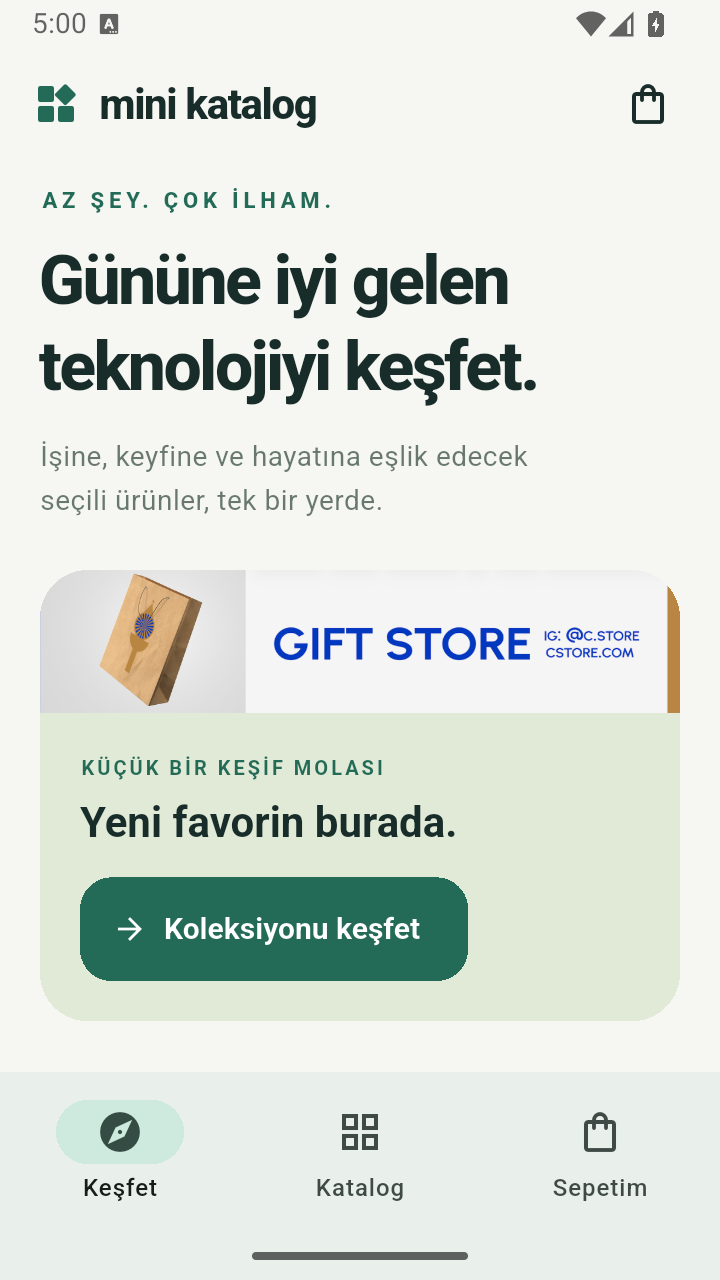 5:00
A
mini katalog
AZ ŞEY. ÇOK İLHAM.
Gününe iyi gelen
teknolojiyi keşfet.
İşine, keyfine ve hayatına eşlik edecek
seçili ürünler, tek bir yerde.
GIFT STORE
IG: @C.STORE
CSTORE.COM
KÜÇÜK BİR KEŞİF MOLASI
Yeni favorin burada.
Koleksiyonu keşfet
Keşfet
Katalog
Sepetim